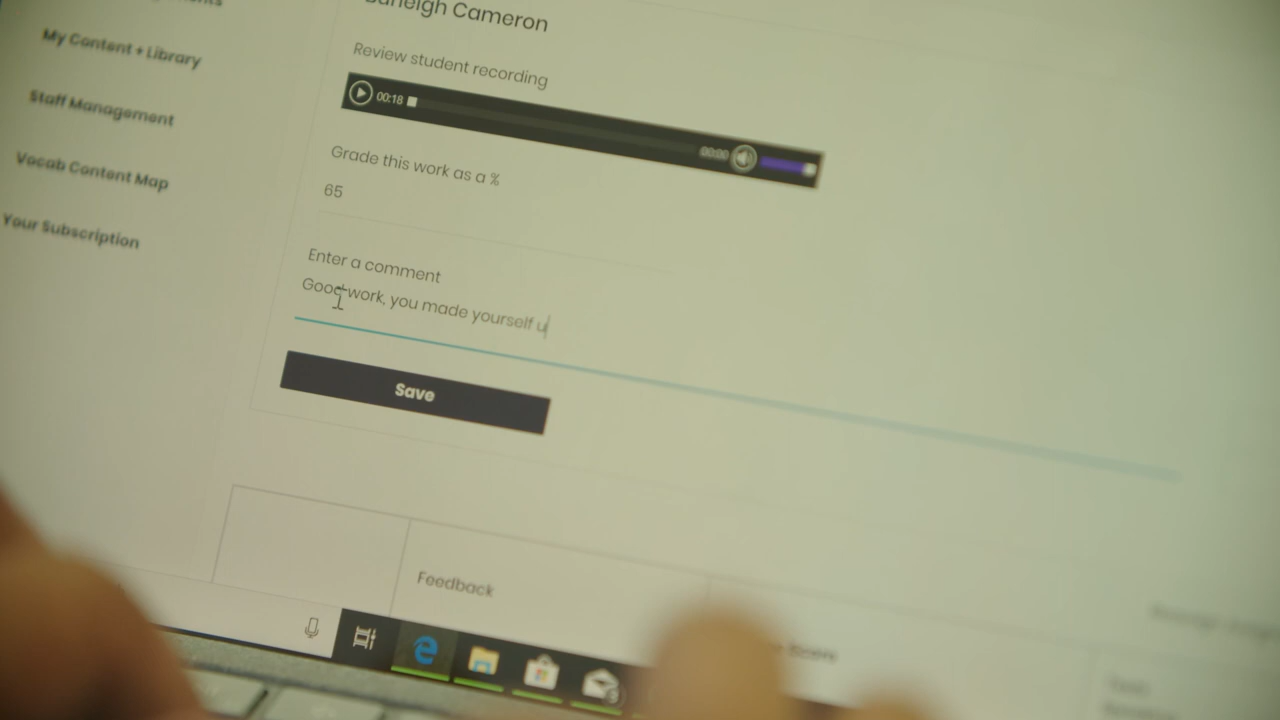 Cameron
My Content + Library
Review student recording
00:18
00:00
Staff Management
Grade this work as a %
Vocab Content Map
65
Your Subscription
Enter a comment
Good work, you made yourself u
Save
Feedback